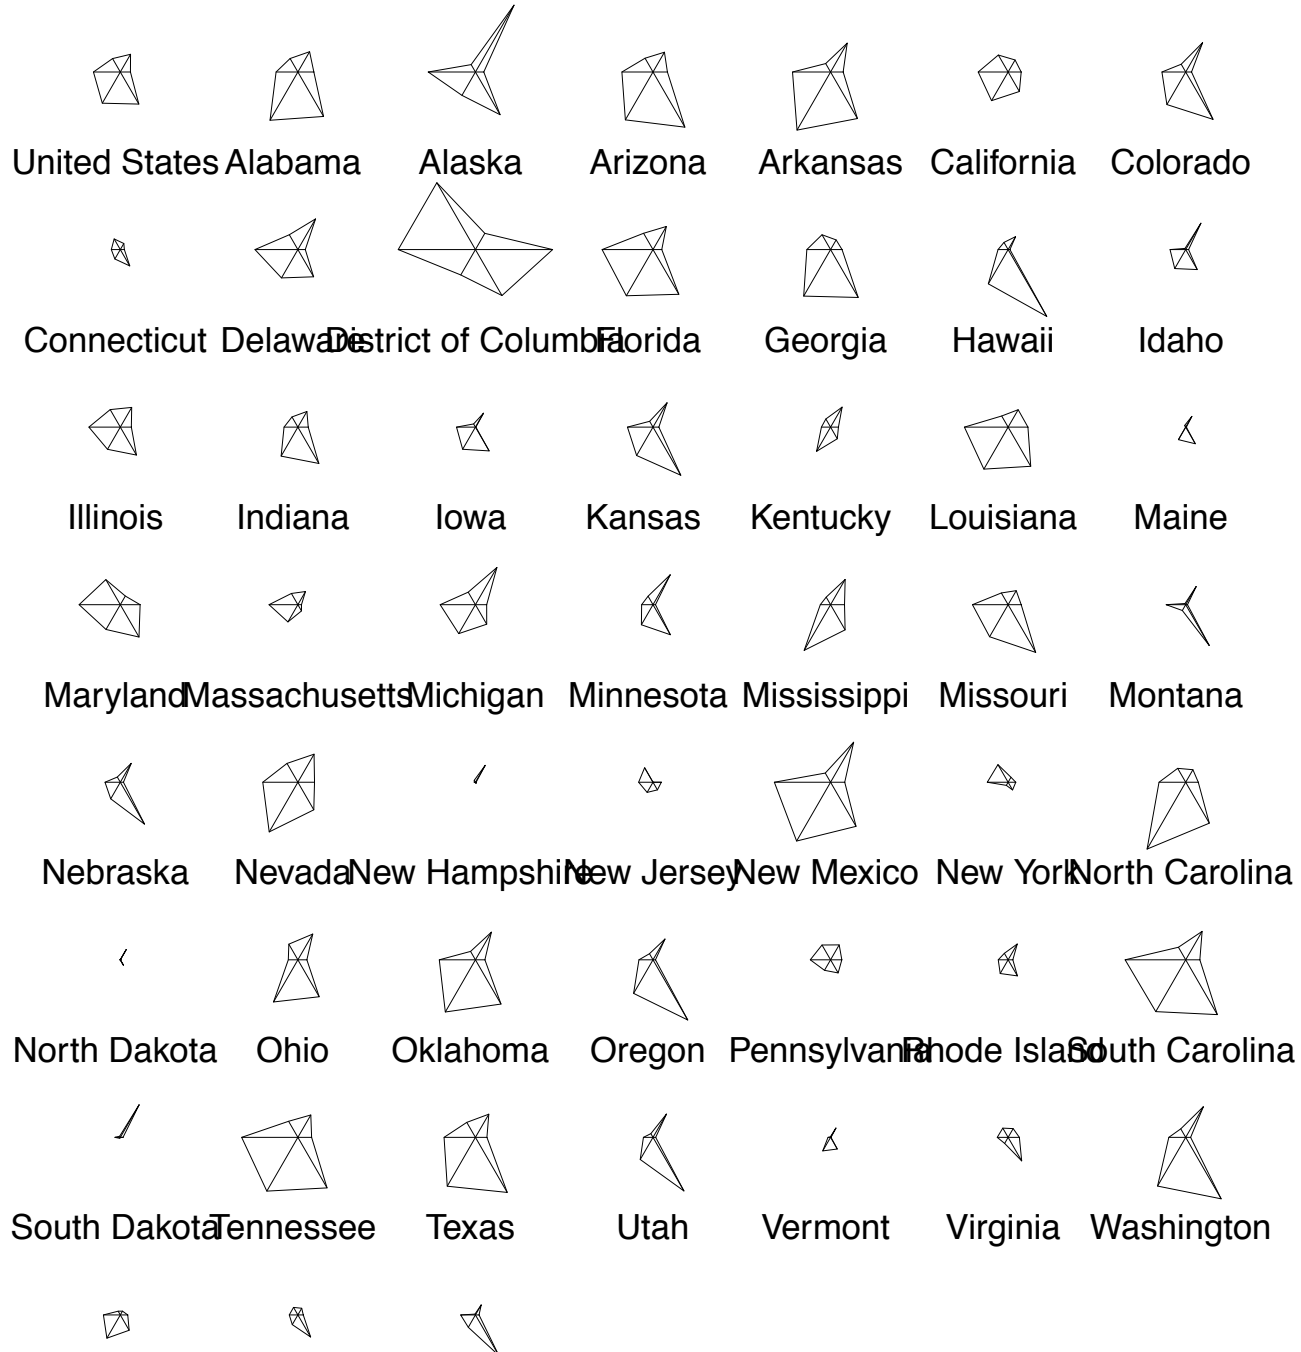 United States Alabama Alaska Arizona Arkansas California Colorado
Connecticut Delaware District of Columbia Florida Georgia Hawaii Idaho
Illinois Indiana Iowa Kansas Kentucky Louisiana Maine
Maryland Massachusetts Michigan Minnesota Mississippi Missouri Montana
Nebraska Nevada New Hampshire New Jersey New Mexico New York North Carolina
North Dakota Ohio Oklahoma Oregon Pennsylvania Rhode Island South Carolina
South Dakota Tennessee Texas Utah Vermont Virginia Washington